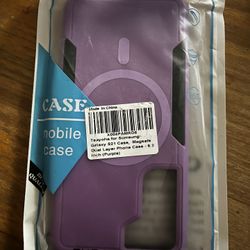 CASE
mobile
case
Made In China
Teayoha for Samsung
Galaxy S21 Case, Magsafe
Dual Layer Phone Case - 6.2
inch (Purple)